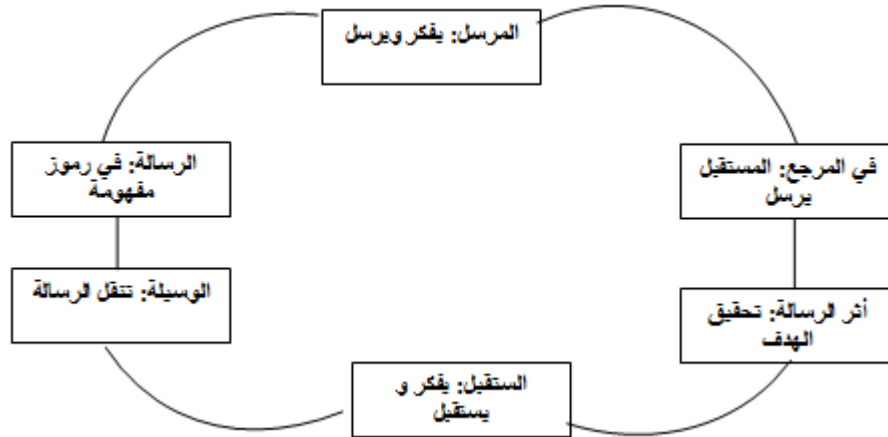 المرسل: يفكر ويرسل
الرسالة: في رموز
مفهومة
في المرجع: المستقبل
يرسل
الوسيلة: تنقل الرسالة
أثر الرسالة: تحقيق
الهدف
الستقبل: يفكر و
يستقبل